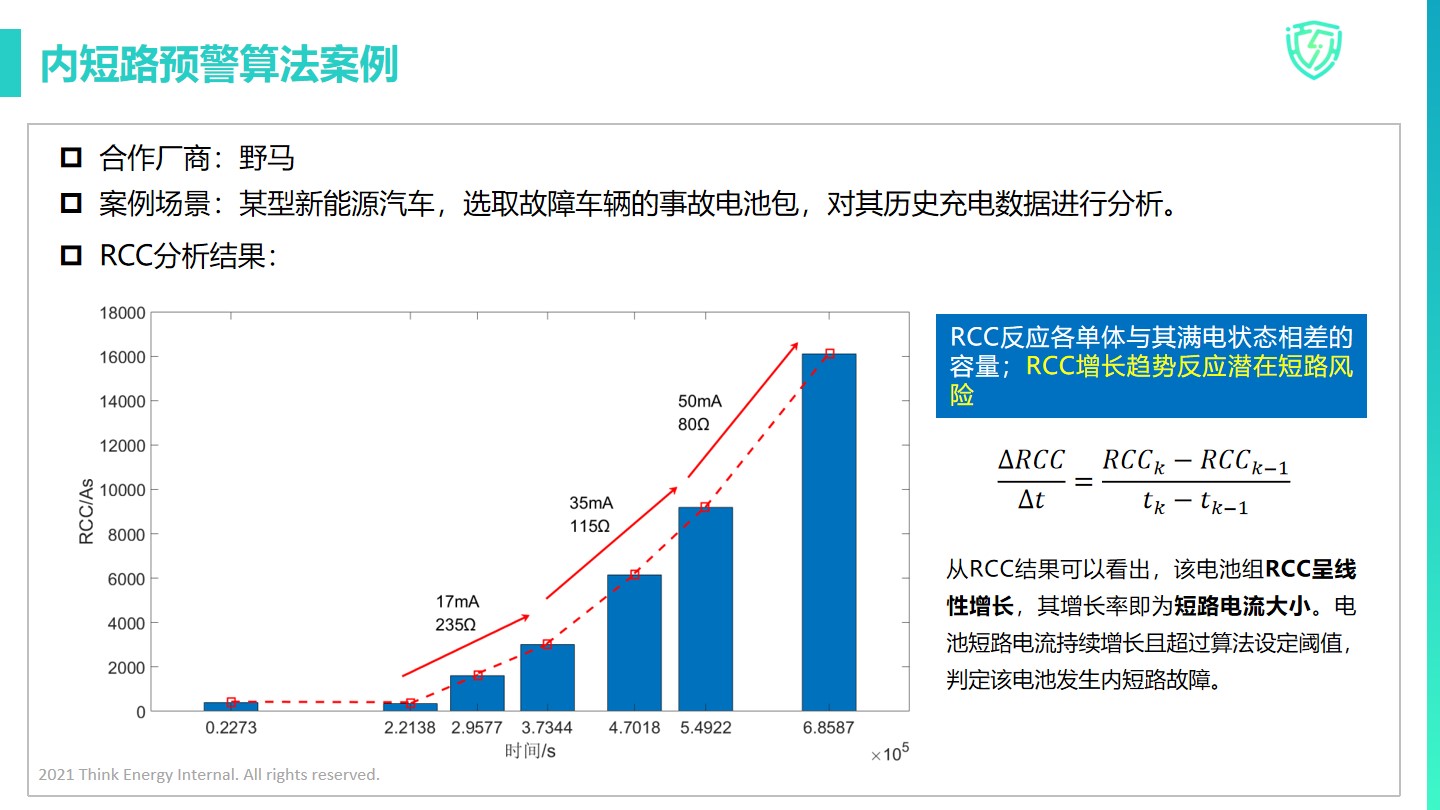 内短路预警算法案例
合作厂商：野马
案例场景：某型新能源汽车，选取故障车辆的事故电池包，对其历史充电数据进行分析。
RCC分析结果：
18000
16000
14000
12000
10000
8000
6000
4000
2000
0
RCC/As
17mA
235Ω
35mA
115Ω
50mA
80Ω
0.2273 2.2138 2.9577 3.7344 4.7018 5.4922 6.8587
时间/s
×10⁵
RCC反应各单体与其满电状态相差的
容量；RCC增长趋势反应潜在短路风
险
ΔRCC/Δt = (RCCₖ − RCCₖ₋₁)/(tₖ − tₖ₋₁)
从RCC结果可以看出，该电池组RCC呈线
性增长，其增长率即为短路电流大小。电
池短路电流持续增长且超过算法设定阈值，
判定该电池发生内短路故障。
2021 Think Energy Internal. All rights reserved.